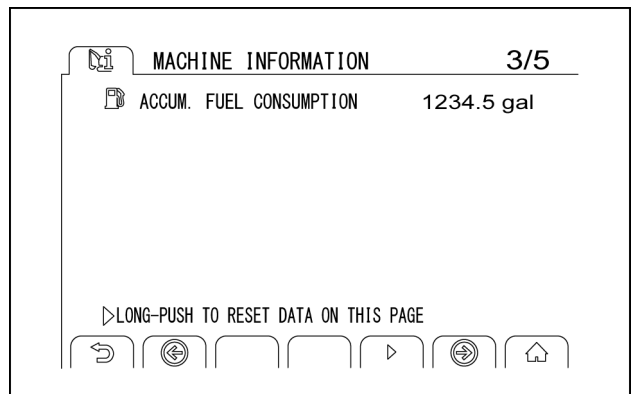 MACHINE INFORMATION 3/5
ACCUM. FUEL CONSUMPTION 1234.5 gal
▷LONG-PUSH TO RESET DATA ON THIS PAGE